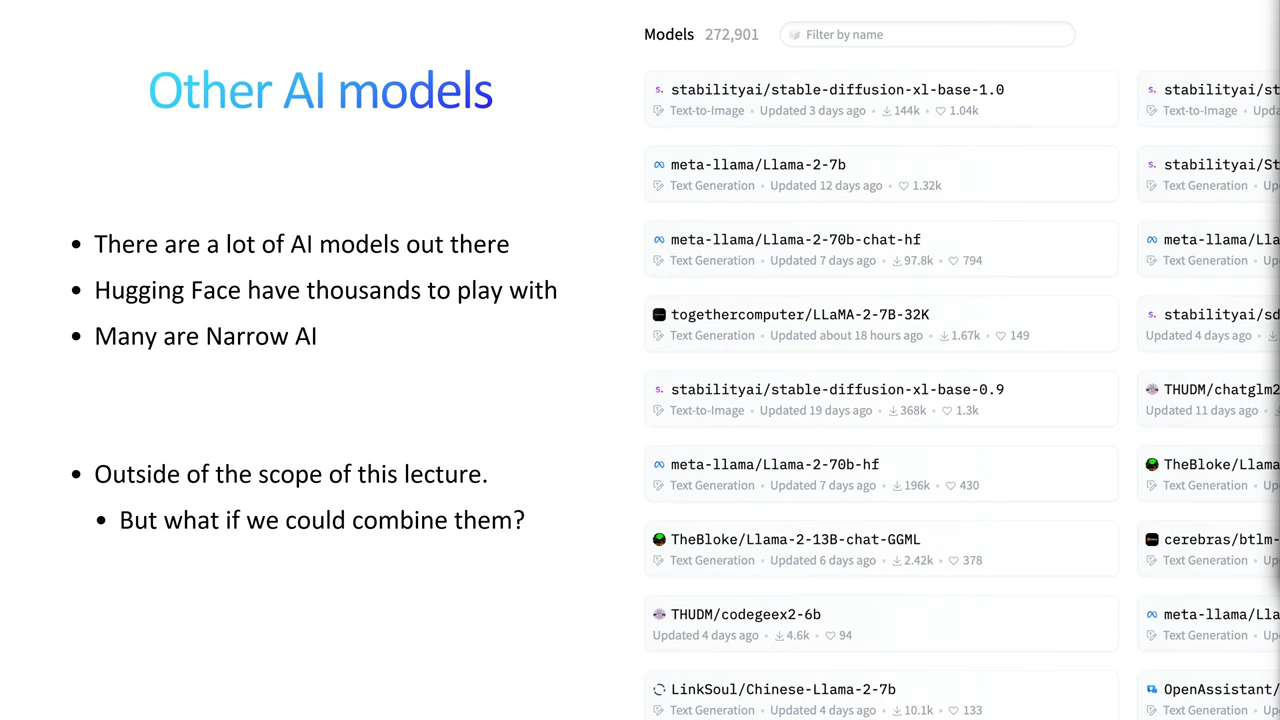 Other AI models
• There are a lot of AI models out there
• Hugging Face have thousands to play with
• Many are Narrow AI
• Outside of the scope of this lecture.
• But what if we could combine them?
Models 272,901 Filter by name
stabilityai/stable-diffusion-xl-base-1.0
Text-to-Image • Updated 3 days ago • 144k • 1.04k
meta-llama/Llama-2-7b
Text Generation • Updated 12 days ago • 1.32k
meta-llama/Llama-2-70b-chat-hf
Text Generation • Updated 7 days ago • 97.8k • 794
togethercomputer/LLaMA-2-7B-32K
Text Generation • Updated about 18 hours ago • 1.67k • 149
stabilityai/stable-diffusion-xl-base-0.9
Text-to-Image • Updated 19 days ago • 368k • 1.3k
meta-llama/Llama-2-70b-hf
Text Generation • Updated 7 days ago • 196k • 430
TheBloke/Llama-2-13B-chat-GGML
Text Generation • Updated 6 days ago • 2.42k • 378
THUDM/codegeex2-6b
Updated 4 days ago • 4.6k • 94
LinkSoul/Chinese-Llama-2-7b
Text Generation • Updated 4 days ago • 10.1k • 133
stabilityai/st
Text-to-Image • Upda
stabilityai/St
Text Generation • Up
meta-llama/Lla
Text Generation • Up
stabilityai/sd
Updated 4 days ago •
THUDM/chatglm2
Updated 11 days ago •
TheBloke/Llama
Text Generation • Up
cerebras/btlm-
Text Generation • Up
meta-llama/Lla
Text Generation • Up
OpenAssistant/
Text Generation • Up